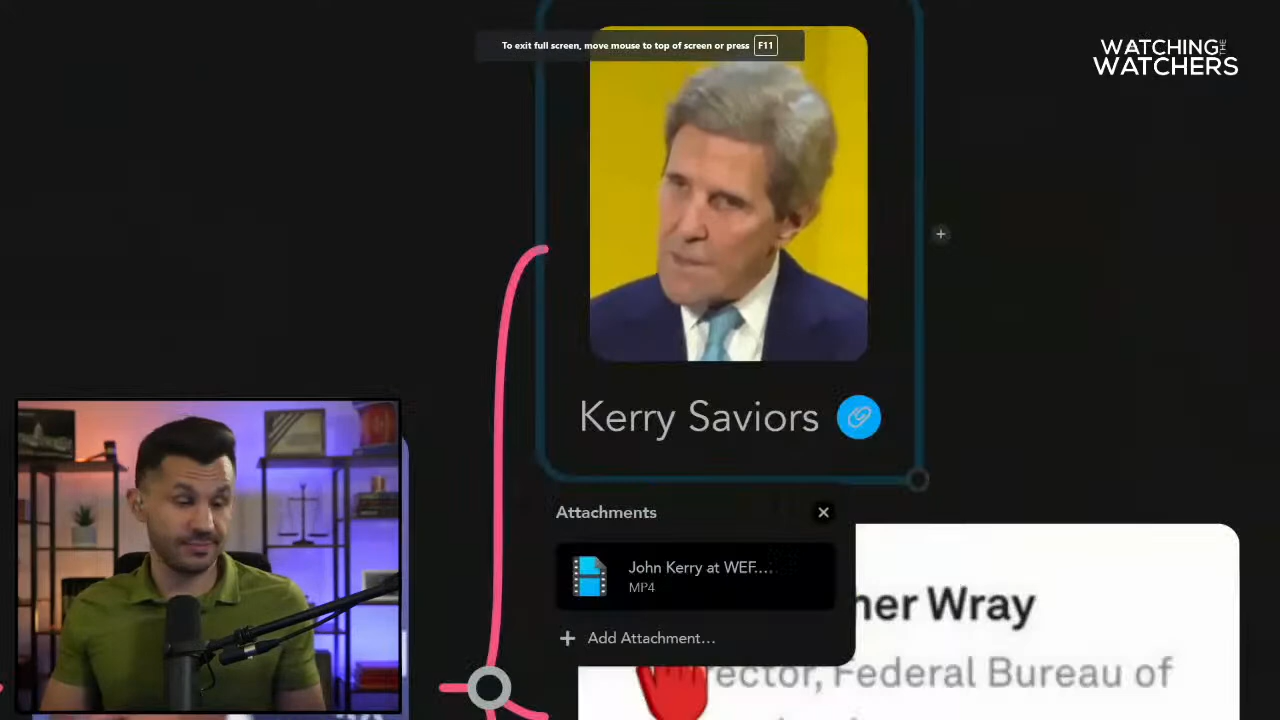 To exit full screen, move mouse to top of screen or press F11
WATCHING THE
WATCHERS
Kerry Saviors
Attachments
John Kerry at WEF....
MP4
Add Attachment...
her Wray
ector, Federal Bureau of